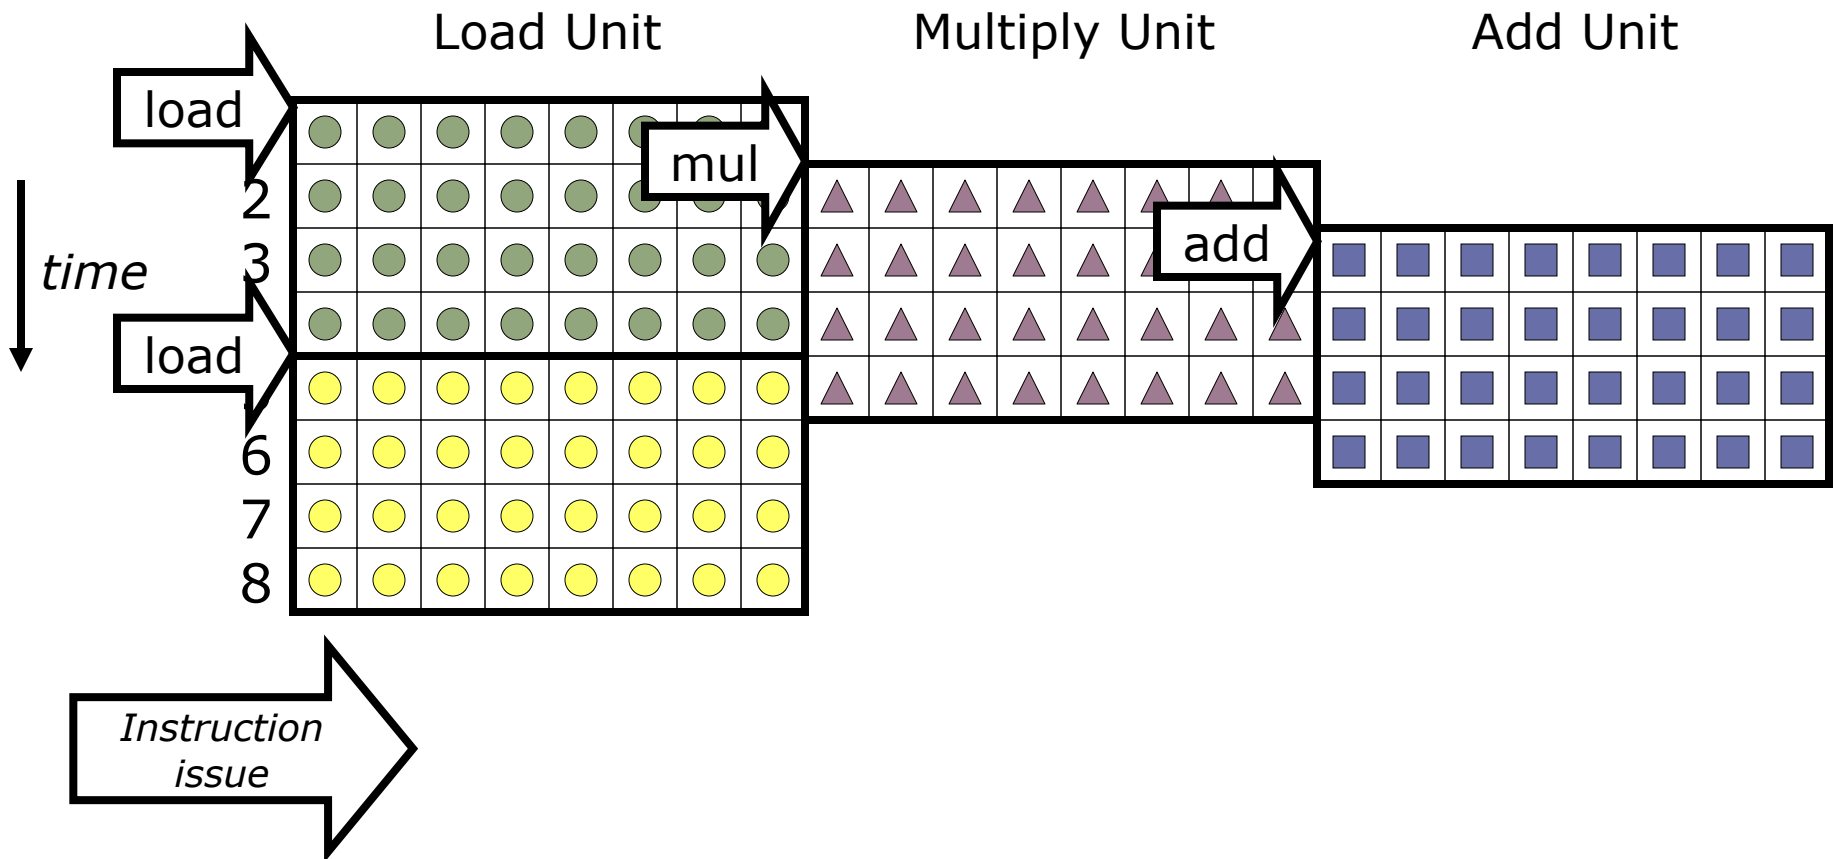 Load Unit
Multiply Unit
Add Unit
load
mul
2
add
3
time
load
6
7
8
Instruction
issue